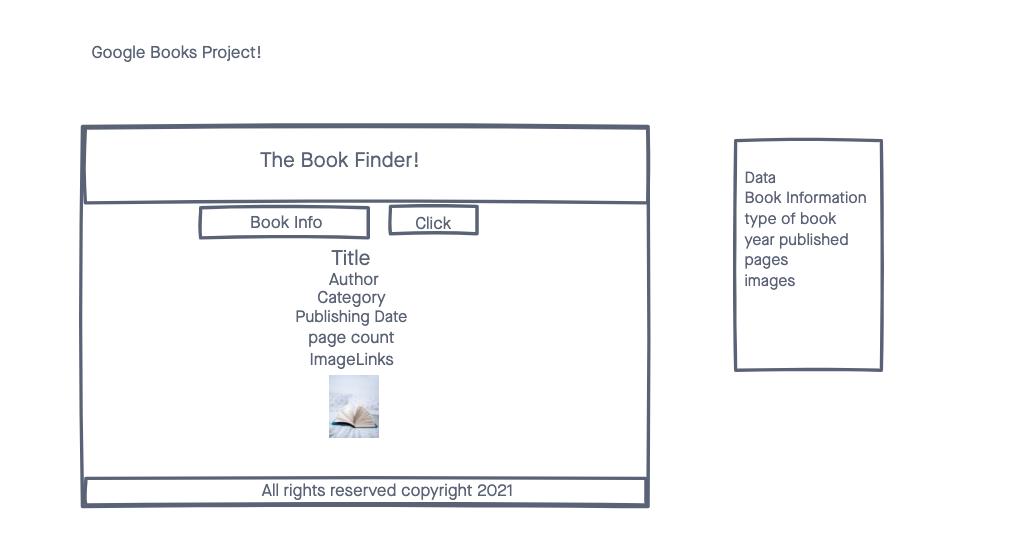 Google Books Project!
The Book Finder!
Book Info
Click
Title
Author
Category
Publishing Date
page count
ImageLinks
All rights reserved copyright 2021
Data
Book Information
type of book
year published
pages
images